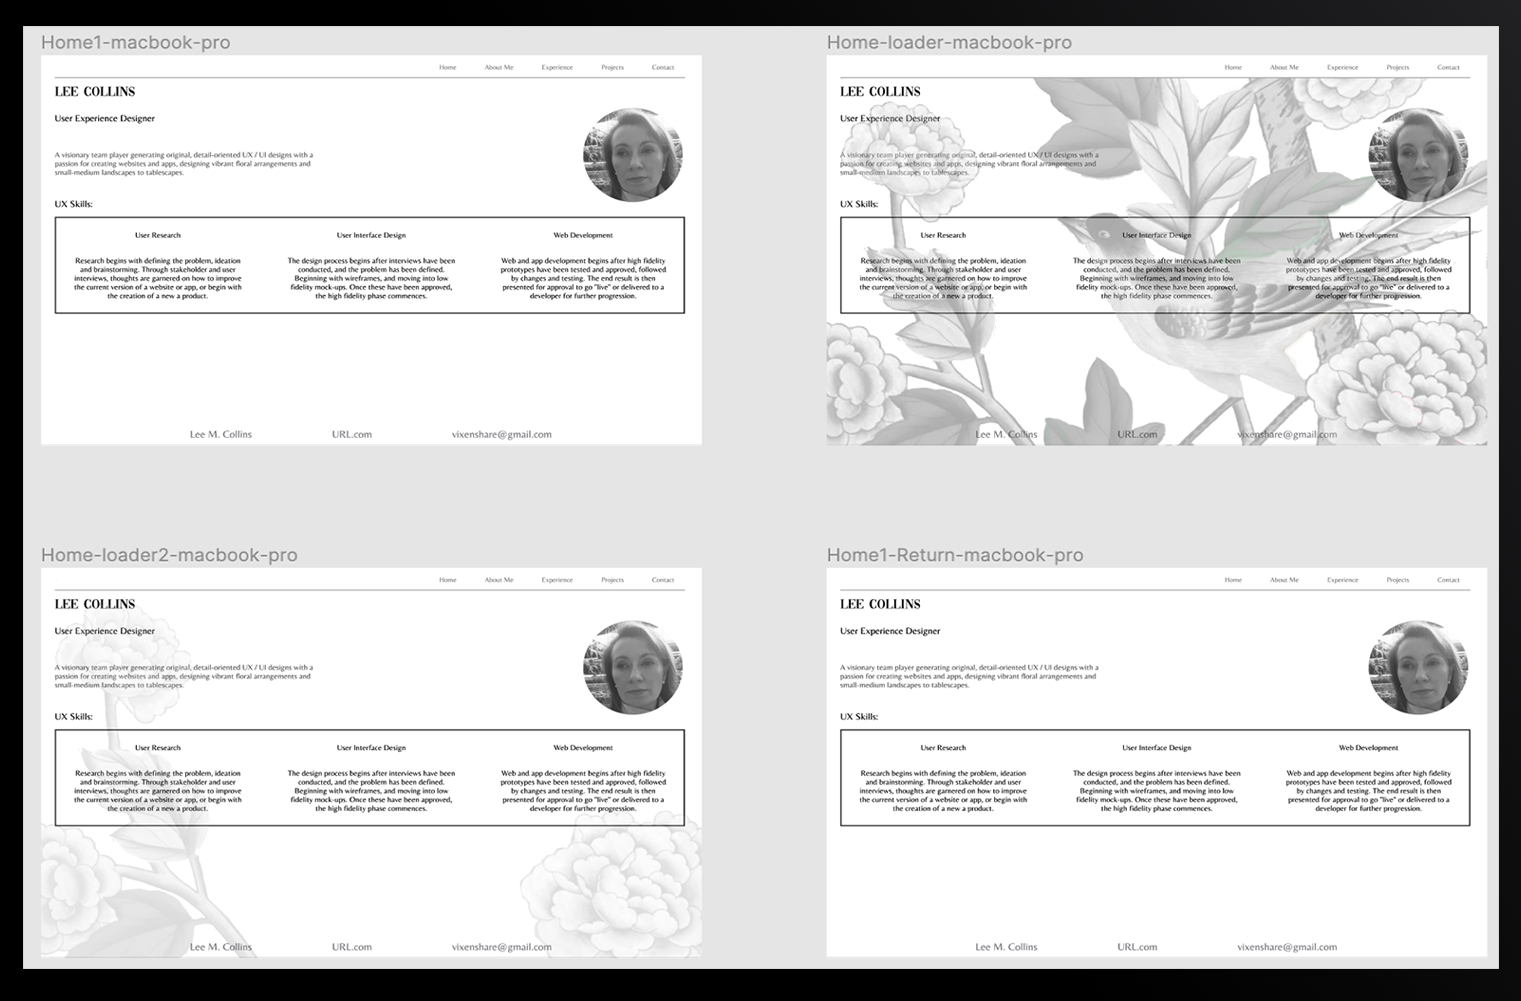 Home1-macbook-pro
Home About Me Experience Projects Contact
LEE COLLINS
User Experience Designer
A visionary team player generating original, detail-oriented UX / UI designs with a
passion for creating websites and apps, designing vibrant floral arrangements and
small-medium landscapes to tablescapes.
UX Skills:
User Research
Research begins with defining the problem, ideation
and brainstorming. Through stakeholder and user
interviews, thoughts are garnered on how to improve
the current version of a website or app, or begin with
the creation of a new a product.
User Interface Design
The design process begins after interviews have been
conducted, and the problem has been defined.
Beginning with wireframes, and moving into low
fidelity mock-ups. Once these have been approved,
the high fidelity phase commences.
Web Development
Web and app development begins after high fidelity
prototypes have been tested and approved, followed
by changes and testing. The end result is then
presented for approval to go "live" or delivered to a
developer for further progression.
Lee M. Collins URL.com vixenshare@gmail.com
Home-loader-macbook-pro
Home About Me Experience Projects Contact
LEE COLLINS
User Experience Designer
A visionary team player generating original, detail-oriented UX / UI designs with a
passion for creating websites and apps, designing vibrant floral arrangements and
small-medium landscapes to tablescapes.
UX Skills:
User Research
Research begins with defining the problem, ideation
and brainstorming. Through stakeholder and user
interviews, thoughts are garnered on how to improve
the current version of a website or app, or begin with
the creation of a new a product.
User Interface Design
The design process begins after interviews have been
conducted, and the problem has been defined.
Beginning with wireframes, and moving into low
fidelity mock-ups. Once these have been approved,
the high fidelity phase commences.
Web Development
Web and app development begins after high fidelity
prototypes have been tested and approved, followed
by changes and testing. The end result is then
presented for approval to go "live" or delivered to a
developer for further progression.
Lee M. Collins URL.com vixenshare@gmail.com
Home-loader2-macbook-pro
Home About Me Experience Projects Contact
LEE COLLINS
User Experience Designer
A visionary team player generating original, detail-oriented UX / UI designs with a
passion for creating websites and apps, designing vibrant floral arrangements and
small-medium landscapes to tablescapes.
UX Skills:
User Research
Research begins with defining the problem, ideation
and brainstorming. Through stakeholder and user
interviews, thoughts are garnered on how to improve
the current version of a website or app, or begin with
the creation of a new a product.
User Interface Design
The design process begins after interviews have been
conducted, and the problem has been defined.
Beginning with wireframes, and moving into low
fidelity mock-ups. Once these have been approved,
the high fidelity phase commences.
Web Development
Web and app development begins after high fidelity
prototypes have been tested and approved, followed
by changes and testing. The end result is then
presented for approval to go "live" or delivered to a
developer for further progression.
Lee M. Collins URL.com vixenshare@gmail.com
Home1-Return-macbook-pro
Home About Me Experience Projects Contact
LEE COLLINS
User Experience Designer
A visionary team player generating original, detail-oriented UX / UI designs with a
passion for creating websites and apps, designing vibrant floral arrangements and
small-medium landscapes to tablescapes.
UX Skills:
User Research
Research begins with defining the problem, ideation
and brainstorming. Through stakeholder and user
interviews, thoughts are garnered on how to improve
the current version of a website or app, or begin with
the creation of a new a product.
User Interface Design
The design process begins after interviews have been
conducted, and the problem has been defined.
Beginning with wireframes, and moving into low
fidelity mock-ups. Once these have been approved,
the high fidelity phase commences.
Web Development
Web and app development begins after high fidelity
prototypes have been tested and approved, followed
by changes and testing. The end result is then
presented for approval to go "live" or delivered to a
developer for further progression.
Lee M. Collins URL.com vixenshare@gmail.com